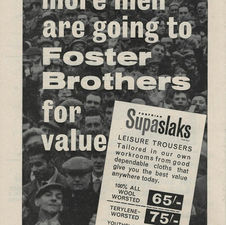 more men
are going to
Foster
Brothers
for
value
Supaslaks
LEISURE TROUSERS
Tailored in our own
workrooms from good
dependable cloths that
give you the best value
anywhere today.
100% ALL
WOOL
WORSTED
65/-
TERYLENE-
WORSTED
75/-